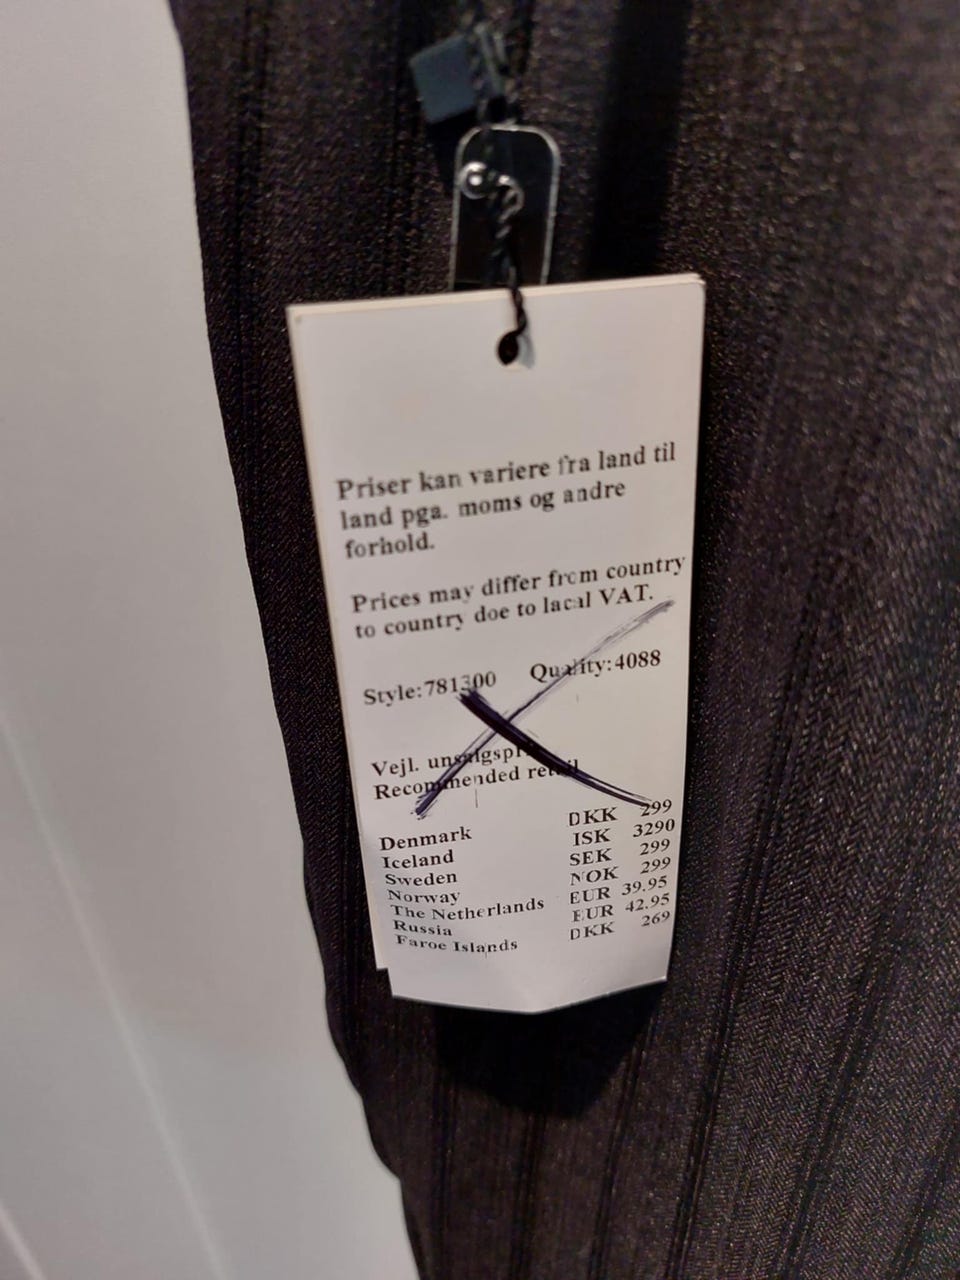 Priser kan variere fra land til
land pga. moms og andre
forhold.
Prices may differ from country
to country doe to lacal VAT.
Style:781300 Quality:4088
Vejl. unsalgspris
Recommended retail
Denmark DKK 299
Iceland ISK 3290
Sweden SEK 299
Norway NOK 299
The Netherlands EUR 39.95
Russia EUR 42.95
Faroe Islands DKK 269